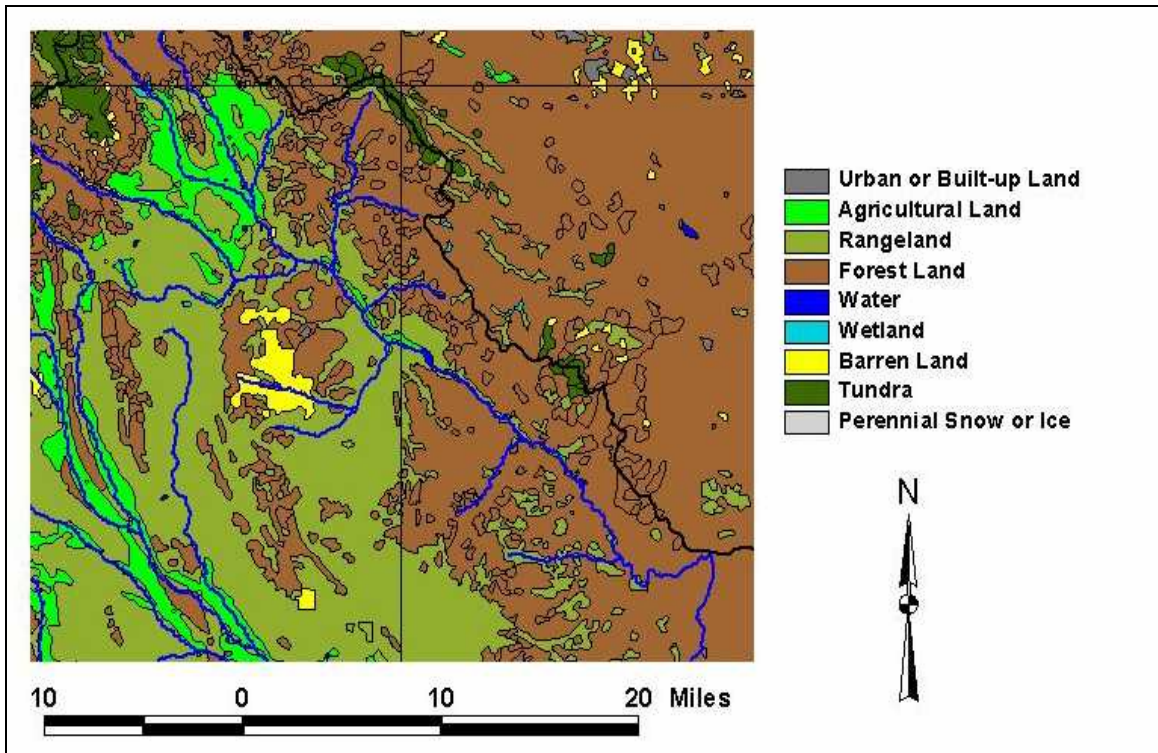 Urban or Built-up Land
Agricultural Land
Rangeland
Forest Land
Water
Wetland
Barren Land
Tundra
Perennial Snow or Ice
N
10 0 10 20 Miles